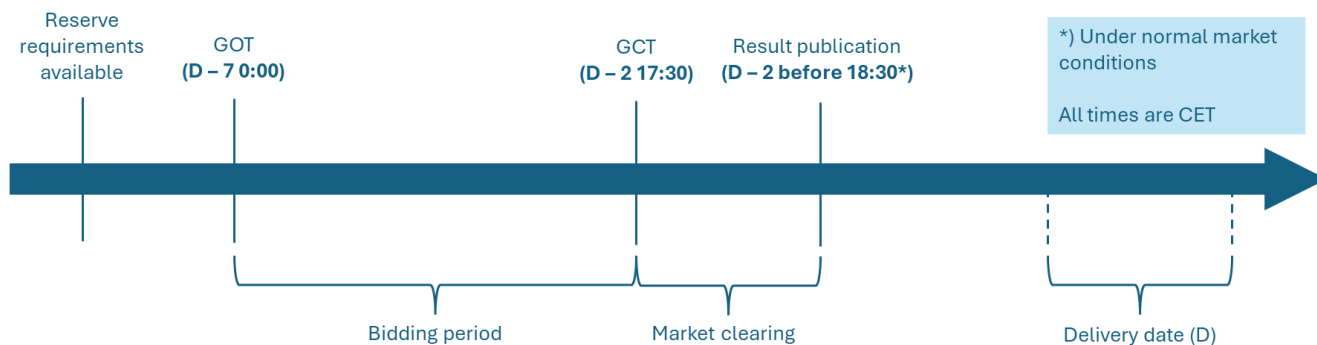 Reserve
requirements
available
GOT
(D – 7 0:00)
GCT
(D – 2 17:30)
Result publication
(D – 2 before 18:30*)
*) Under normal market
conditions
All times are CET
Bidding period
Market clearing
Delivery date (D)